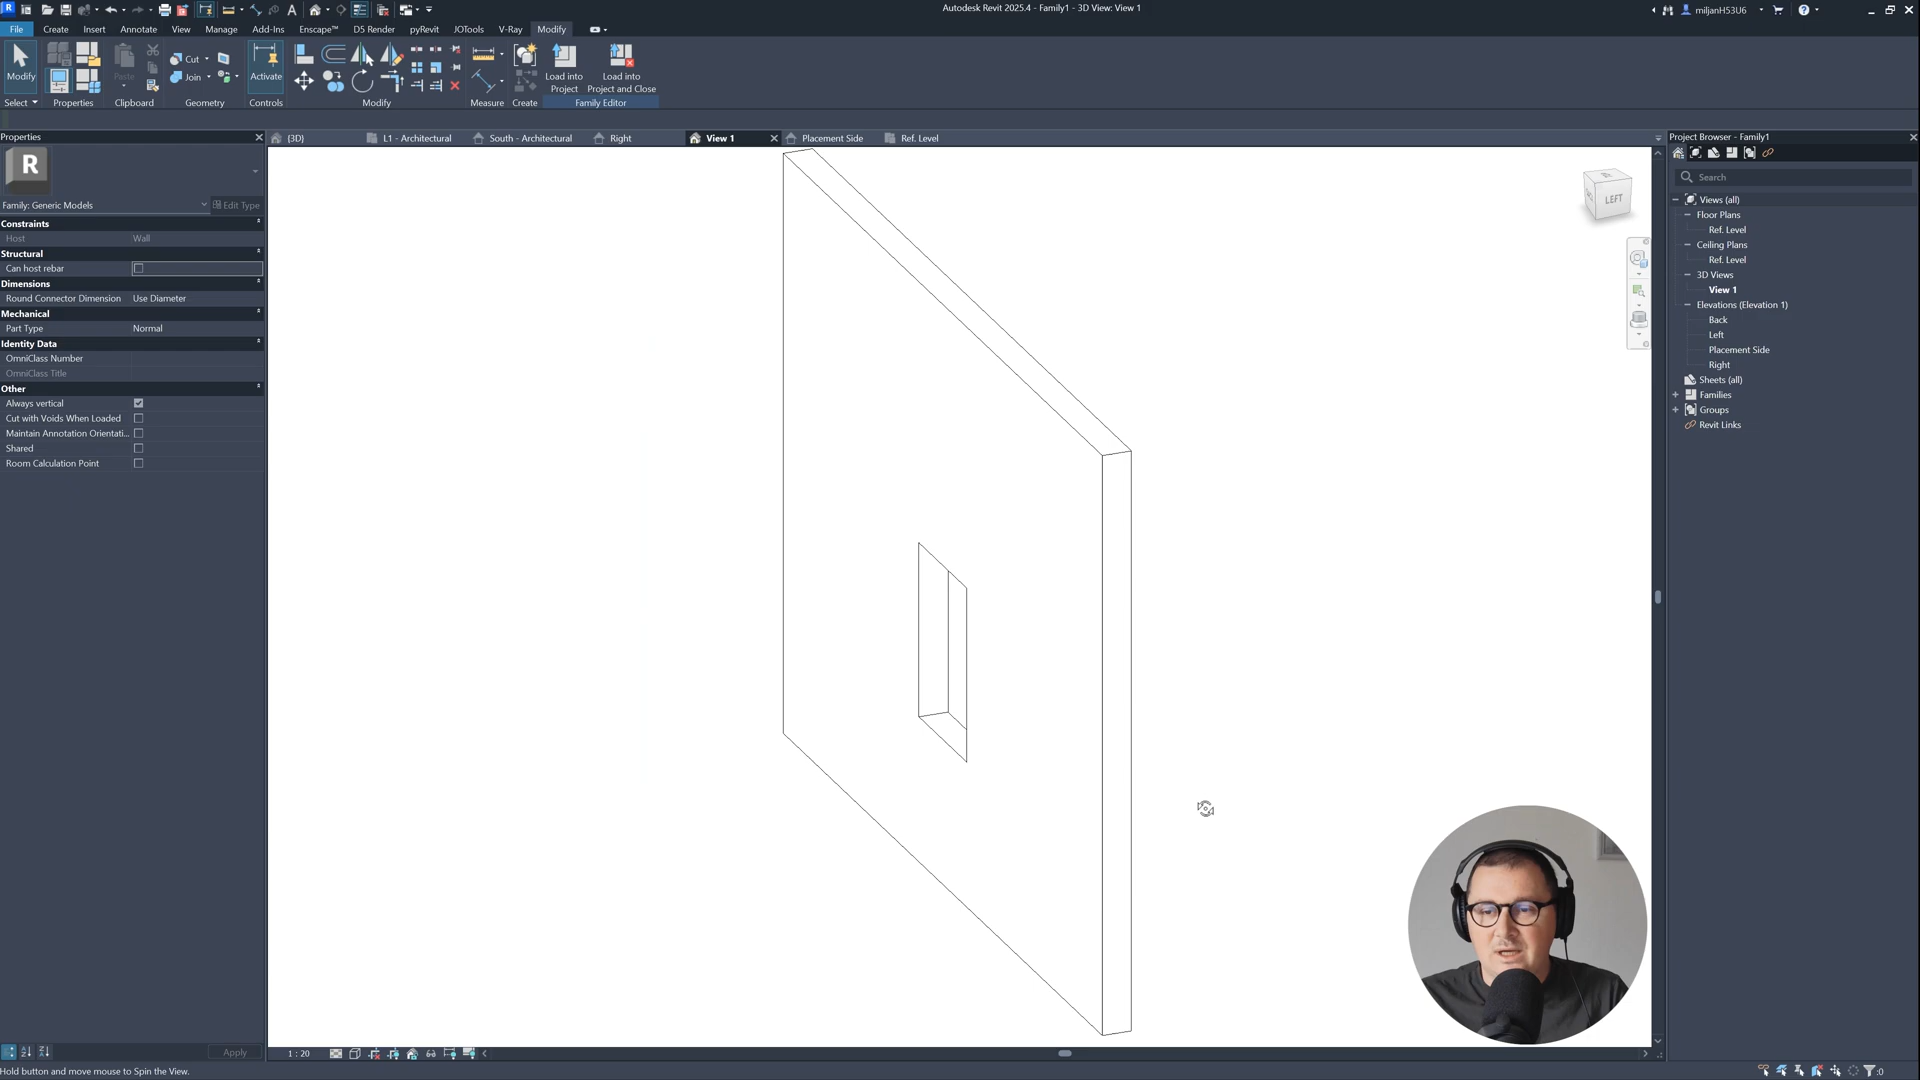 Autodesk Revit 2025.4 - Family1 - 3D View: View 1
miljanH53U6
File Create Insert Annotate View Manage Add-Ins Enscape™ D5 Render pyRevit JOTools V-Ray Modify
Modify Paste Cut Join Activate Load into Project Load into Project and Close
Select Properties Clipboard Geometry Controls Modify Measure Create Family Editor
Properties
(3D) L1 - Architectural South - Architectural Right View 1 Placement Side Ref. Level
Project Browser - Family1
R
Search
Family: Generic Models Edit Type
Constraints
Host Wall
Structural
Can host rebar
Dimensions
Round Connector Dimension Use Diameter
Mechanical
Part Type Normal
Identity Data
OmniClass Number
OmniClass Title
Other
Always vertical
Cut with Voids When Loaded
Maintain Annotation Orientati...
Shared
Room Calculation Point
LEFT
Views (all)
Floor Plans
Ref. Level
Ceiling Plans
Ref. Level
3D Views
View 1
Elevations (Elevation 1)
Back
Left
Placement Side
Right
Sheets (all)
Families
Groups
Revit Links
Apply
1 : 20
Hold button and move mouse to Spin the View.
:0